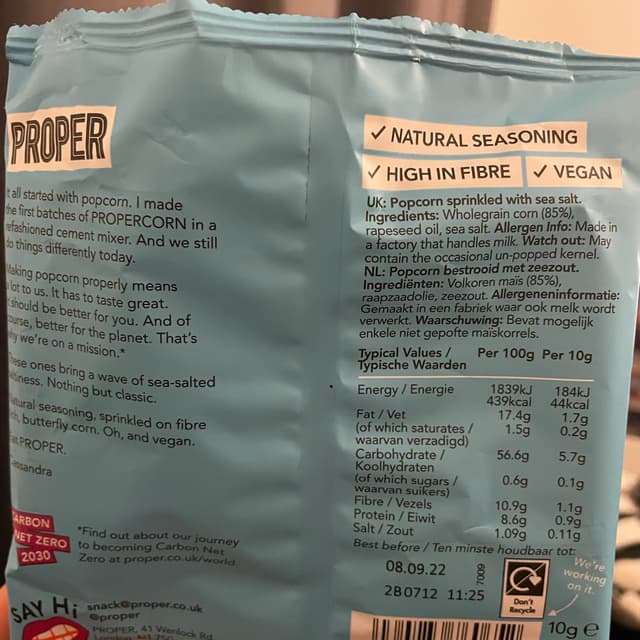 PROPER
t all started with popcorn. I made
the first batches of PROPERCORN in a
refashioned cement mixer. And we still
do things differently today.
Making popcorn properly means
a lot to us. It has to taste great.
should be better for you. And of
course, better for the planet. That's
why we're on a mission.*
These ones bring a wave of sea-salted
Nothing but classic.
Natural seasoning, sprinkled on fibre
butterfly corn. Oh, and vegan.
PROPER.
Cassandra
CARBON
NET ZERO
2030
*Find out about our journey
to becoming Carbon Net
Zero at proper.co.uk/world
SAY Hi
snack@proper.co.uk
@proper
PROPER, 41 Wenlock Rd
✓ NATURAL SEASONING
✓ HIGH IN FIBRE
✓ VEGAN
UK: Popcorn sprinkled with sea salt.
Ingredients: Wholegrain corn (85%),
rapeseed oil, sea salt. Allergen Info: Made in
a factory that handles milk. Watch out: May
contain the occasional un-popped kernel.
NL: Popcorn bestrooid met zeezout.
Ingrediënten: Volkoren maïs (85%),
raapzaadolie, zeezout. Allergeneninformatie:
Gemaakt in een fabriek waar ook melk wordt
verwerkt. Waarschuwing: Bevat mogelijk
enkele niet gepofte maïskorrels.
Typical Values / Per 100g Per 10g
Typische Waarden
Energy / Energie 1839kJ 184kJ
439kcal 44kcal
Fat / Vet 17.4g 1.7g
(of which saturates / 1.5g 0.2g
waarvan verzadigd)
Carbohydrate / 56.6g 5.7g
Koolhydraten
(of which sugars / 0.6g 0.1g
waarvan suikers)
Fibre / Vezels 10.9g 1.1g
Protein / Eiwit 8.6g 0.9g
Salt / Zout 1.09g 0.11g
Best before / Ten minste houdbaar tot:
08.09.22
2B0712 11:25
7009
Don't
Recycle
We're
working
on it.
10g e